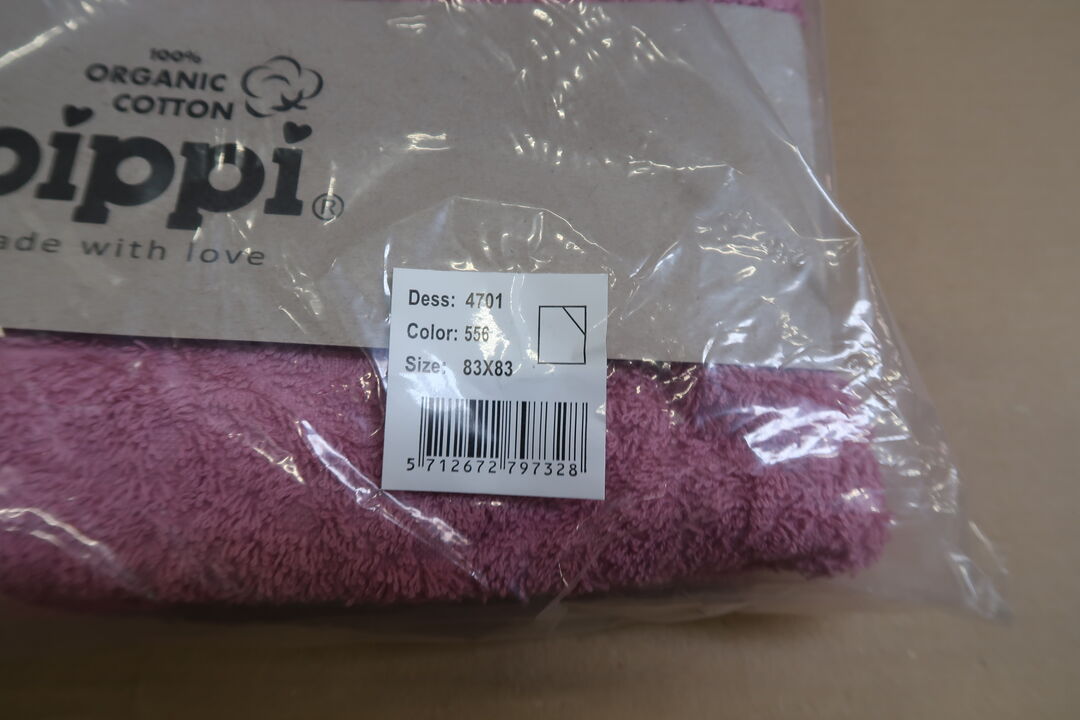 100%
ORGANIC
COTTON
pippi®
ade with love
Dess: 4701
Color: 556
Size: 83X83
5 712672 797328